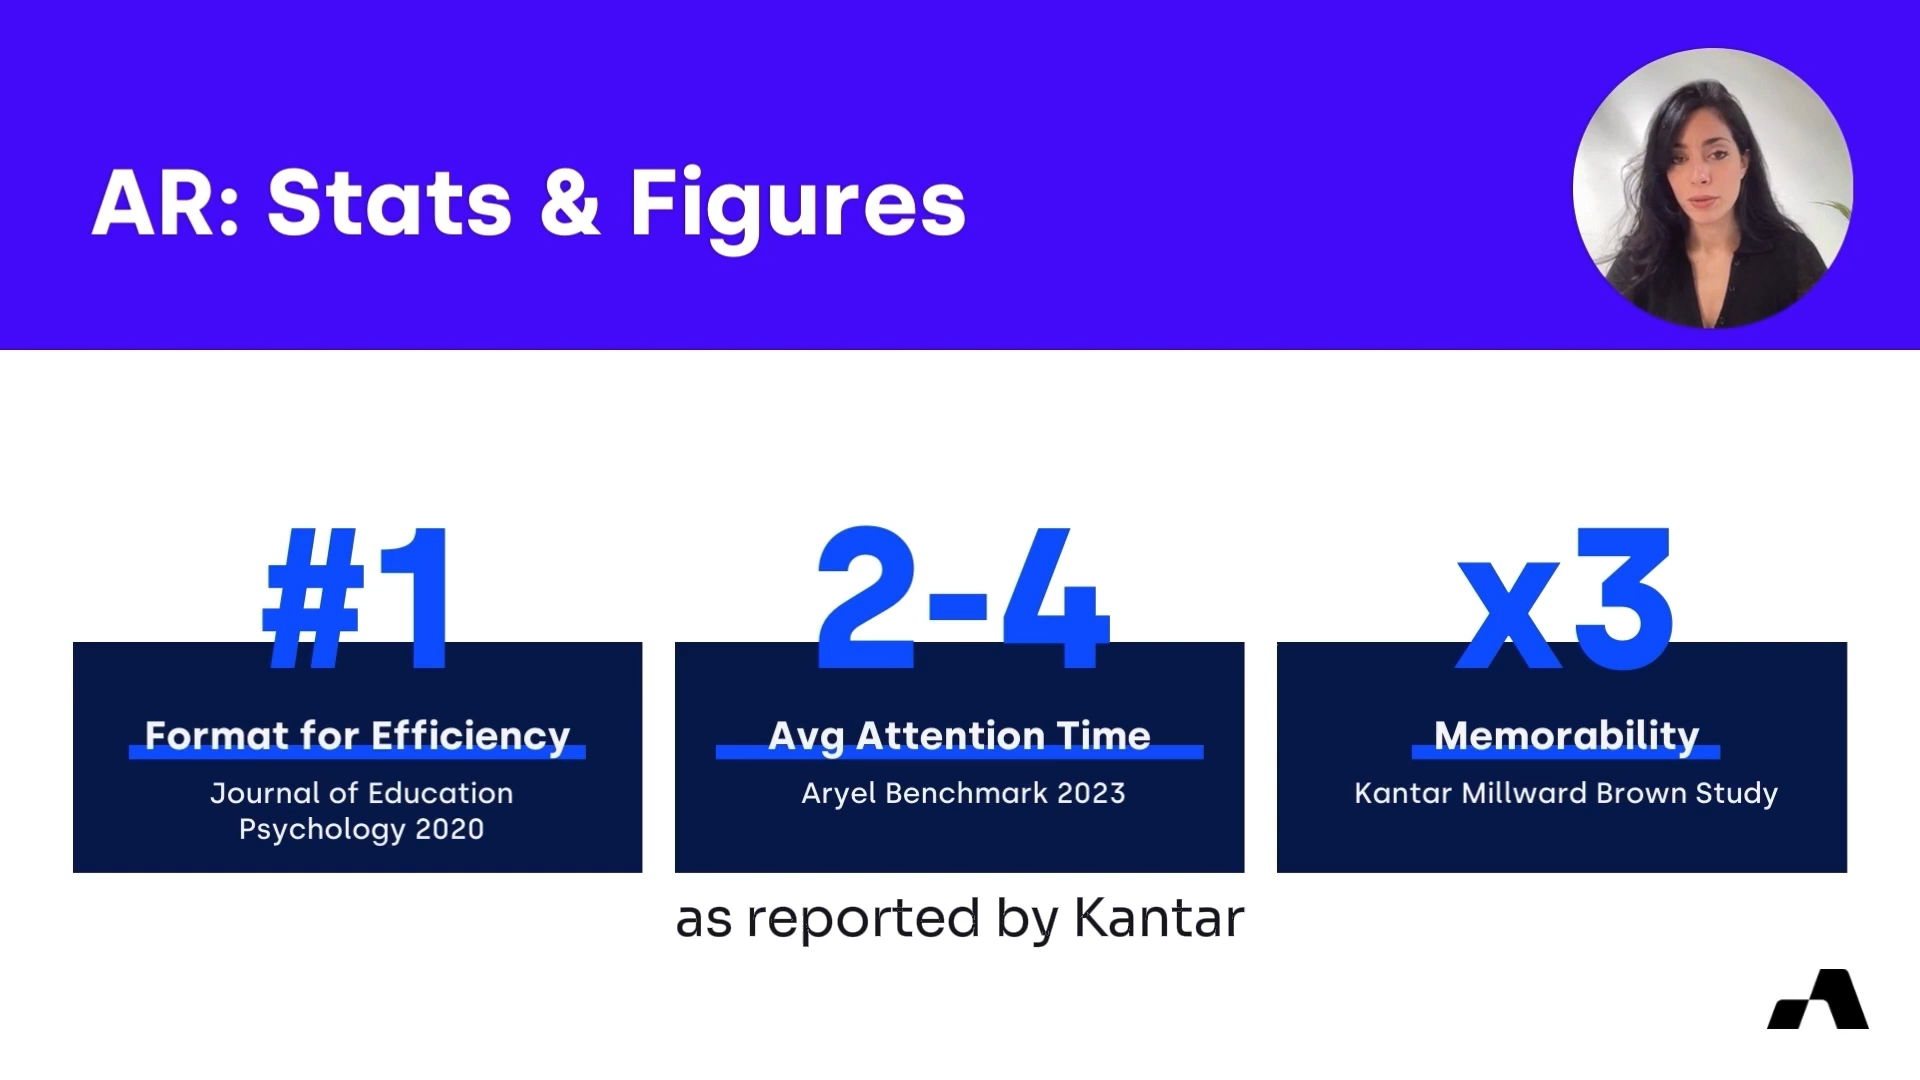 AR: Stats & Figures
#1
Format for Efficiency
Journal of Education
Psychology 2020
2-4
Avg Attention Time
Aryel Benchmark 2023
x3
Memorability
Kantar Millward Brown Study
as reported by Kantar